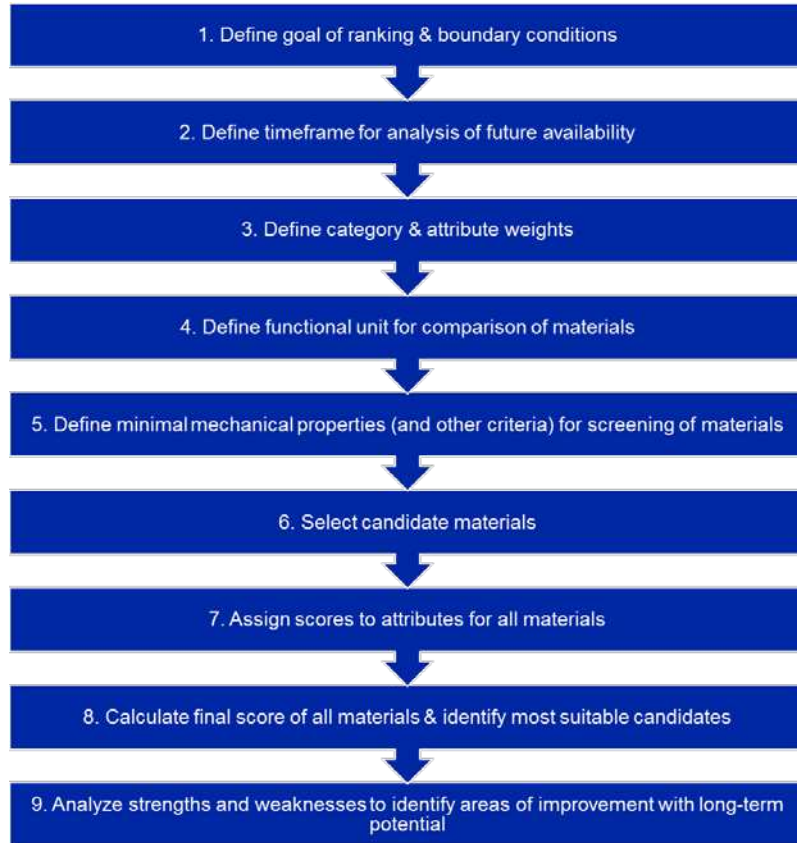 1. Define goal of ranking & boundary conditions
2. Define timeframe for analysis of future availability
3. Define category & attribute weights
4. Define functional unit for comparison of materials
5. Define minimal mechanical properties (and other criteria) for screening of materials
6. Select candidate materials
7. Assign scores to attributes for all materials
8. Calculate final score of all materials & identify most suitable candidates
9. Analyze strengths and weaknesses to identify areas of improvement with long-term
potential